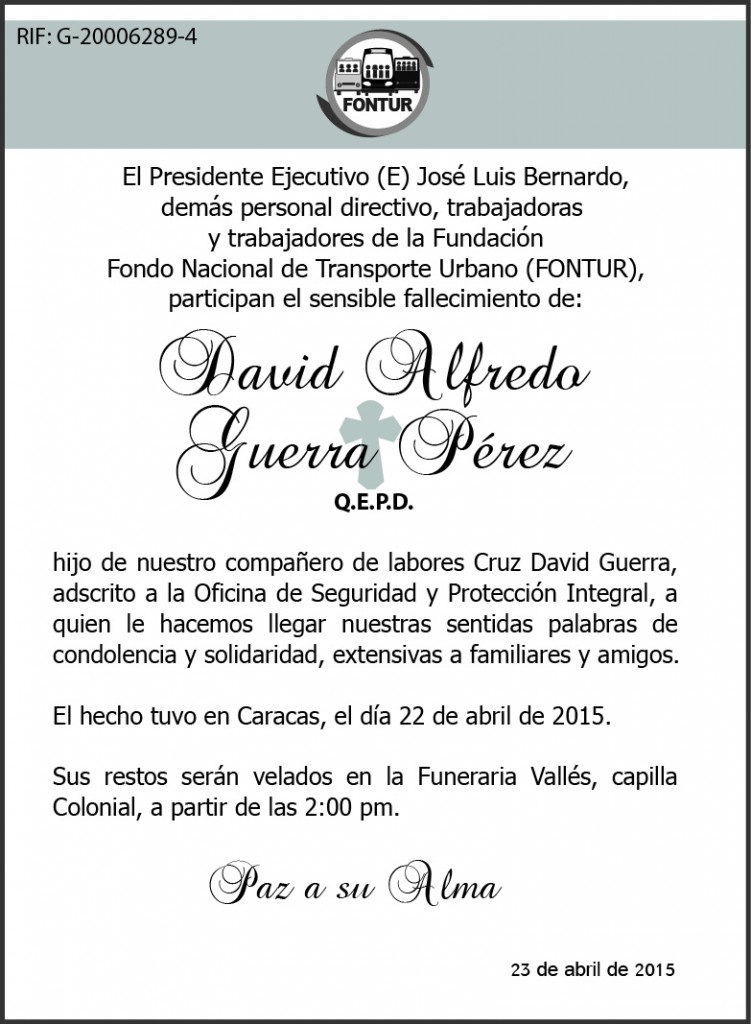 RIF: G-20006289-4
FONTUR
El Presidente Ejecutivo (E) José Luis Bernardo,
demás personal directivo, trabajadoras
y trabajadores de la Fundación
Fondo Nacional de Transporte Urbano (FONTUR),
participan el sensible fallecimiento de:
David Alfredo
Guerra Pérez
Q.E.P.D.
hijo de nuestro compañero de labores Cruz David Guerra,
adscrito a la Oficina de Seguridad y Protección Integral, a
quien le hacemos llegar nuestras sentidas palabras de
condolencia y solidaridad, extensivas a familiares y amigos.
El hecho tuvo en Caracas, el día 22 de abril de 2015.
Sus restos serán velados en la Funeraria Vallés, capilla
Colonial, a partir de las 2:00 pm.
Paz a su Alma
23 de abril de 2015